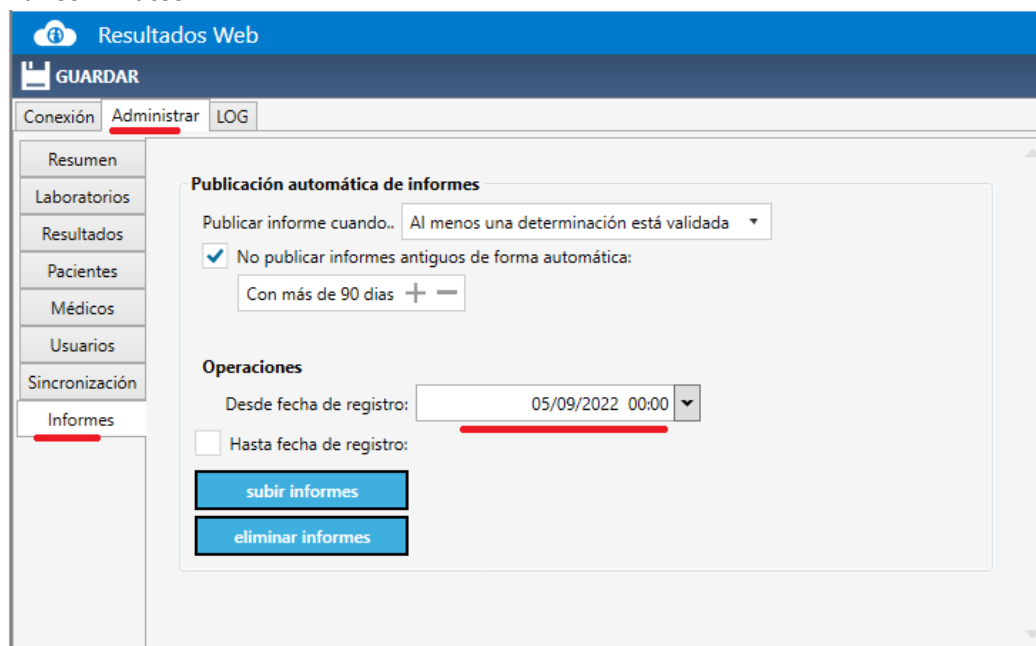 Resultados Web
GUARDAR
Conexión Administrar LOG
Resumen
Laboratorios
Resultados
Pacientes
Médicos
Usuarios
Sincronización
Informes
Publicación automática de informes
Publicar informe cuando.. Al menos una determinación está validada
No publicar informes antiguos de forma automática:
Con más de 90 dias
Operaciones
Desde fecha de registro: 05/09/2022 00:00
Hasta fecha de registro:
subir informes
eliminar informes